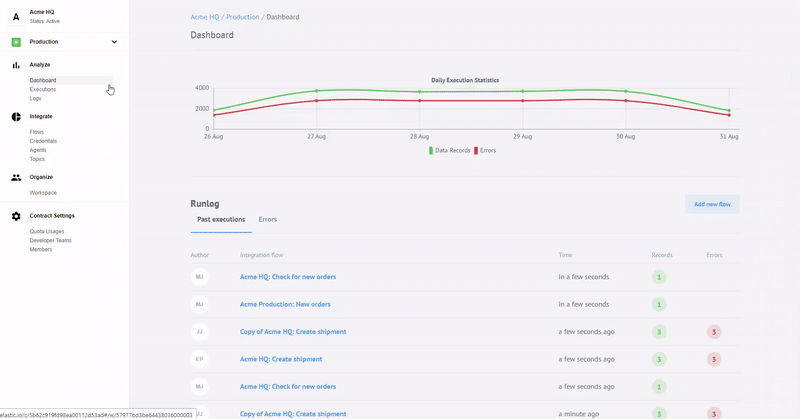 A
Acme HQ
Status: Active
Production
Analyze
Dashboard
Executions
Logs
Integrate
Flows
Credentials
Agents
Topics
Organize
Workspace
Contract Settings
Quota Usages
Developer Teams
Members
elastic.io/c/5b62c919fd98ea00112d53ad#/w/57977bd3be64438036000003
Acme HQ / Production / Dashboard
Dashboard
Daily Execution Statistics
4000
2000
0
26 Aug 27 Aug 28 Aug 29 Aug 30 Aug 31 Aug
Data Records Errors
Runlog
Add new flow
Past executions Errors
Author Integration flow Time Records Errors
MJ Acme HQ: Check for new orders In a few seconds 1
MJ Acme Production: New orders In a few seconds 1
JJ Copy of Acme HQ: Create shipment a few seconds ago 3 3
EP Acme HQ: Create shipment a few seconds ago 3 3
MJ Acme HQ: Check for new orders a few seconds ago 1
JJ Copy of Acme HQ: Create shipment a minute ago 3 3